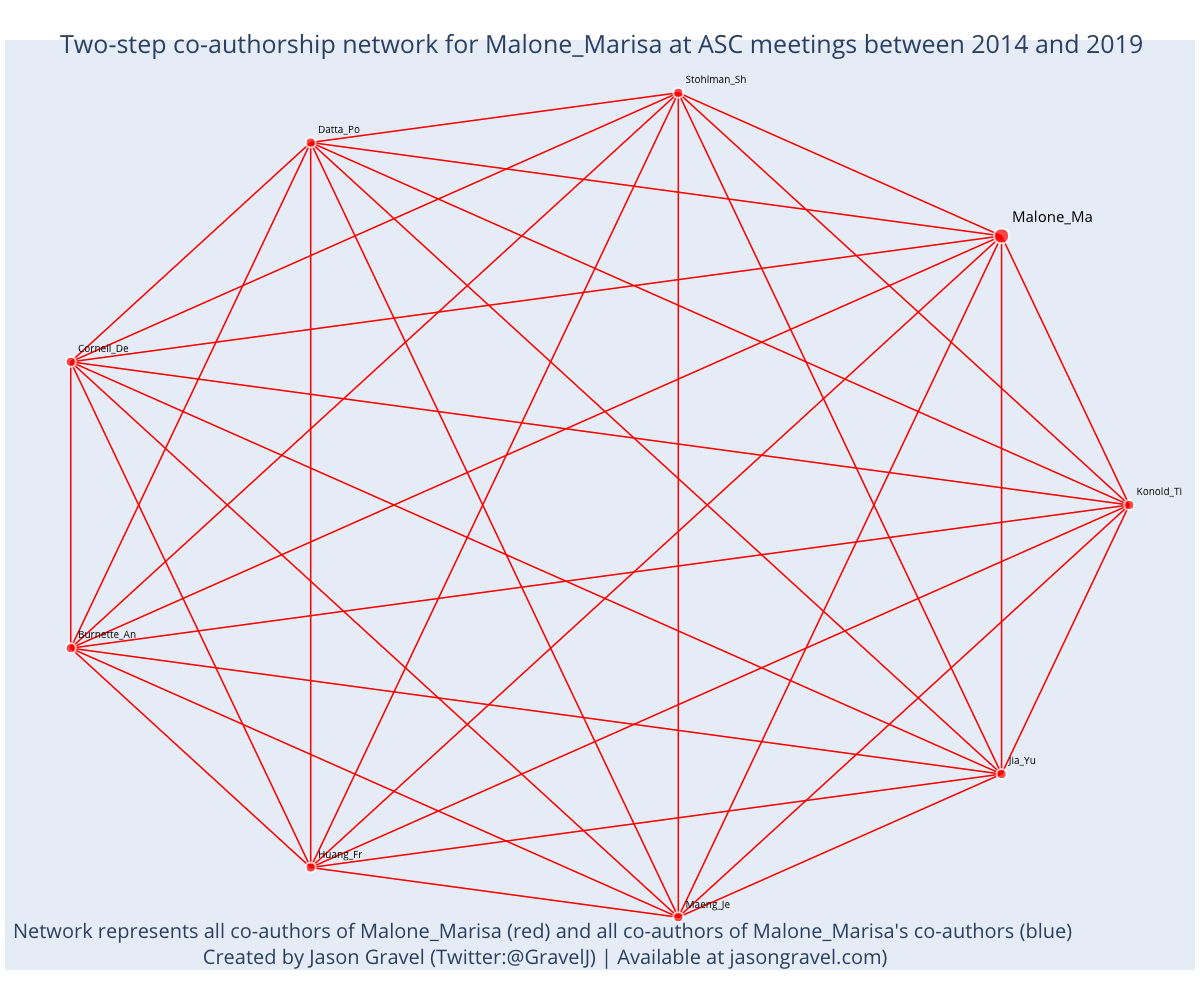 Two-step co-authorship network for Malone_Marisa at ASC meetings between 2014 and 2019
Stohlman_Sh
Datta_Po
Malone_Ma
Cornell_De
Konold_Ti
Burnette_An
Jia_Yu
Huang_Fr
Maeng_Je
Network represents all co-authors of Malone_Marisa (red) and all co-authors of Malone_Marisa's co-authors (blue)
Created by Jason Gravel (Twitter:@GravelJ) | Available at jasongravel.com)